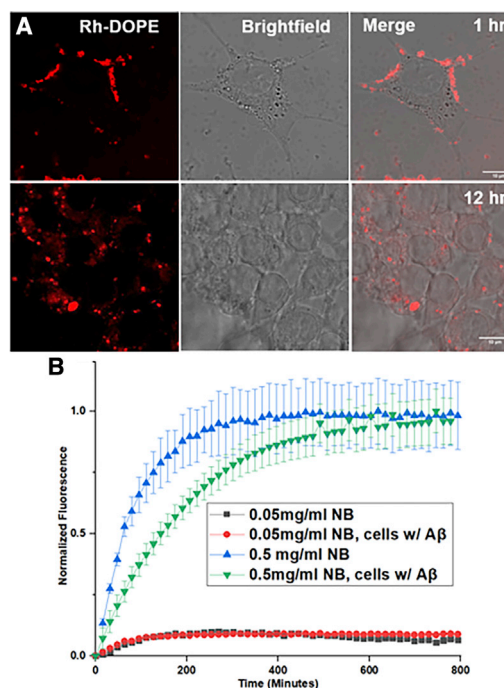 A Rh-DOPE Brightfield Merge 1 hr
12 hr
B
Normalized Fluorescence
1.0
0.5
0.0
0.05mg/ml NB
0.05mg/ml NB, cells w/ Aβ
0.5 mg/ml NB
0.5mg/ml NB, cells w/ Aβ
0 200 400 600 800
Time (Minutes)